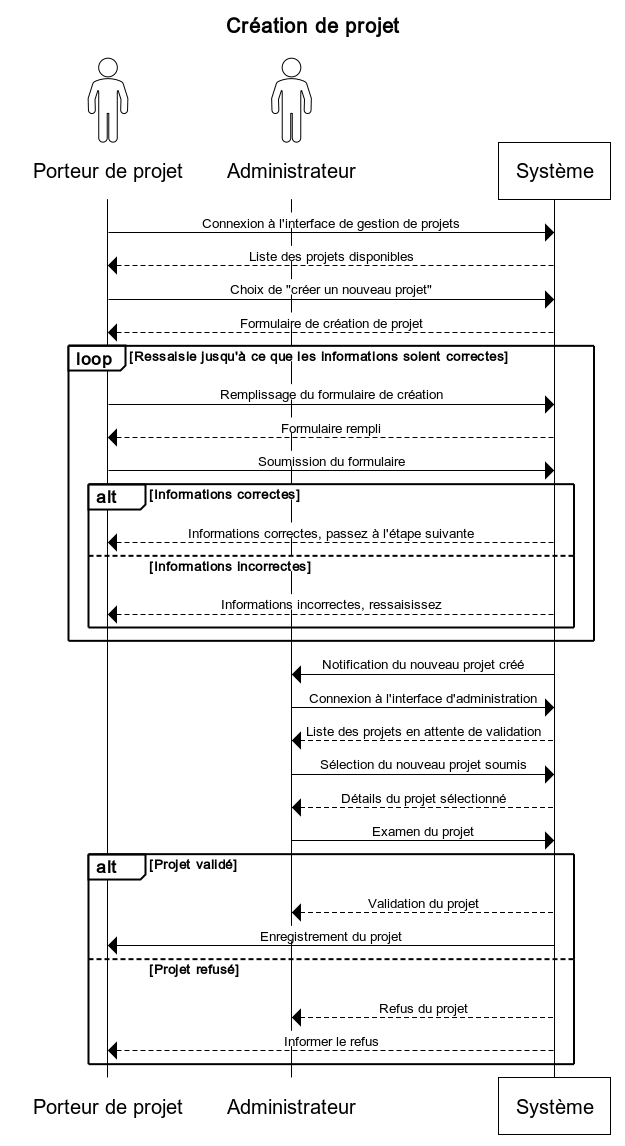 Création de projet
Porteur de projet
Administrateur
Système
Connexion à l'interface de gestion de projets
Liste des projets disponibles
Choix de "créer un nouveau projet"
Formulaire de création de projet
loop [Ressaisie jusqu'à ce que les informations soient correctes]
Remplissage du formulaire de création
Formulaire rempli
Soumission du formulaire
alt [Informations correctes]
Informations correctes, passez à l'étape suivante
[Informations incorrectes]
Informations incorrectes, ressaisissez
Notification du nouveau projet créé
Connexion à l'interface d'administration
Liste des projets en attente de validation
Sélection du nouveau projet soumis
Détails du projet sélectionné
Examen du projet
alt [Projet validé]
Validation du projet
Enregistrement du projet
[Projet refusé]
Refus du projet
Informer le refus
Porteur de projet
Administrateur
Système